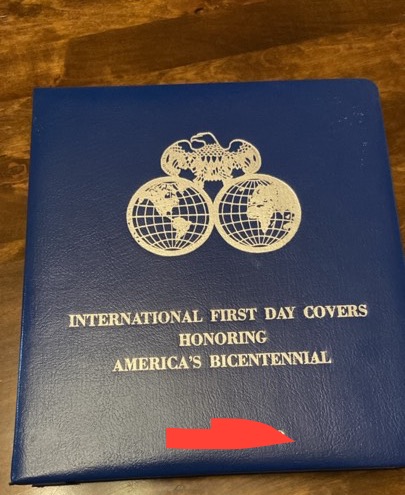 INTERNATIONAL FIRST DAY COVERS
HONORING
AMERICA'S BICENTENNIAL